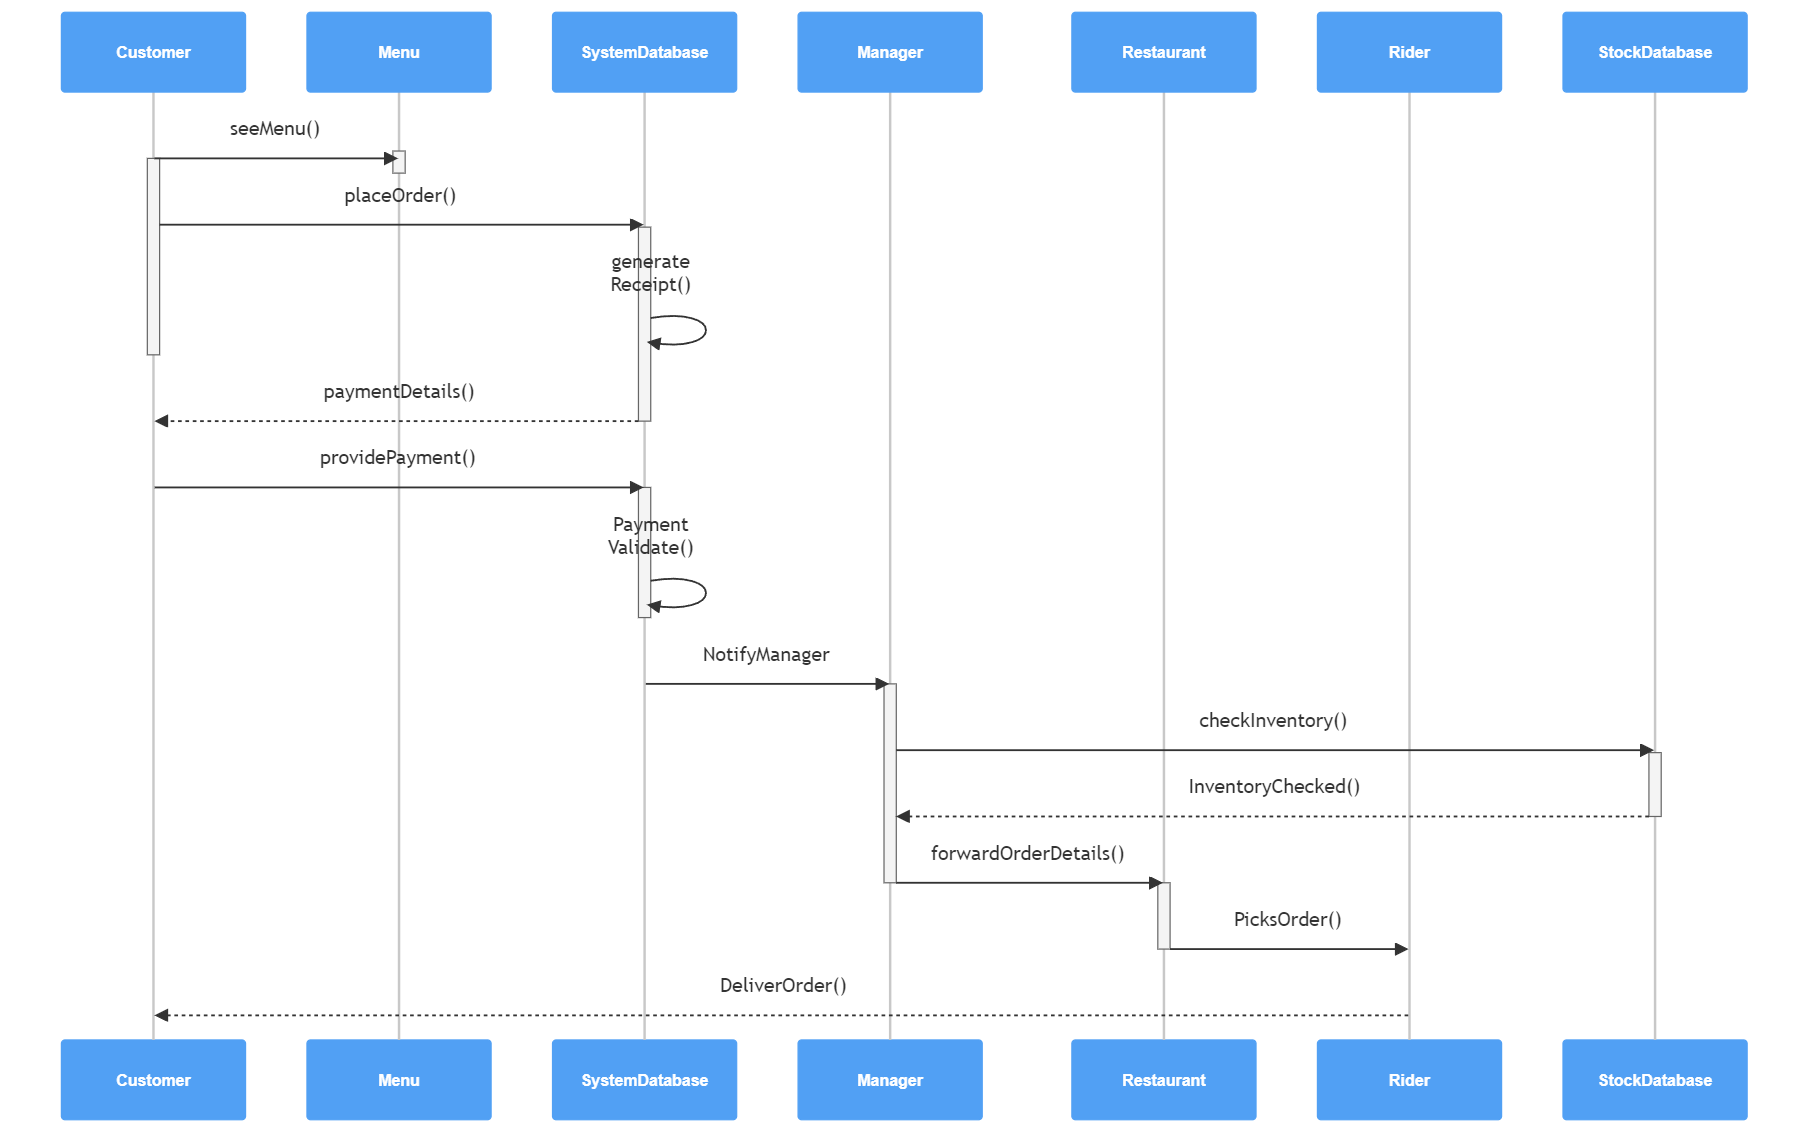 Customer
Menu
SystemDatabase
Manager
Restaurant
Rider
StockDatabase
seeMenu()
placeOrder()
generate
Receipt()
paymentDetails()
providePayment()
Payment
Validate()
NotifyManager
checkInventory()
InventoryChecked()
forwardOrderDetails()
PicksOrder()
DeliverOrder()
Customer
Menu
SystemDatabase
Manager
Restaurant
Rider
StockDatabase